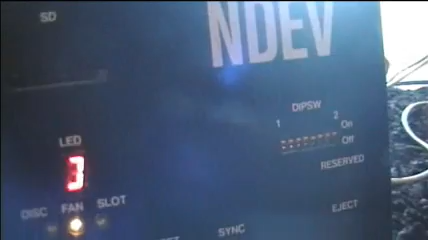 SD
NDEV
DIPSW
1 2
On
Off
LED
3
RESERVED
DISC FAN SLOT
EJECT
SYNC